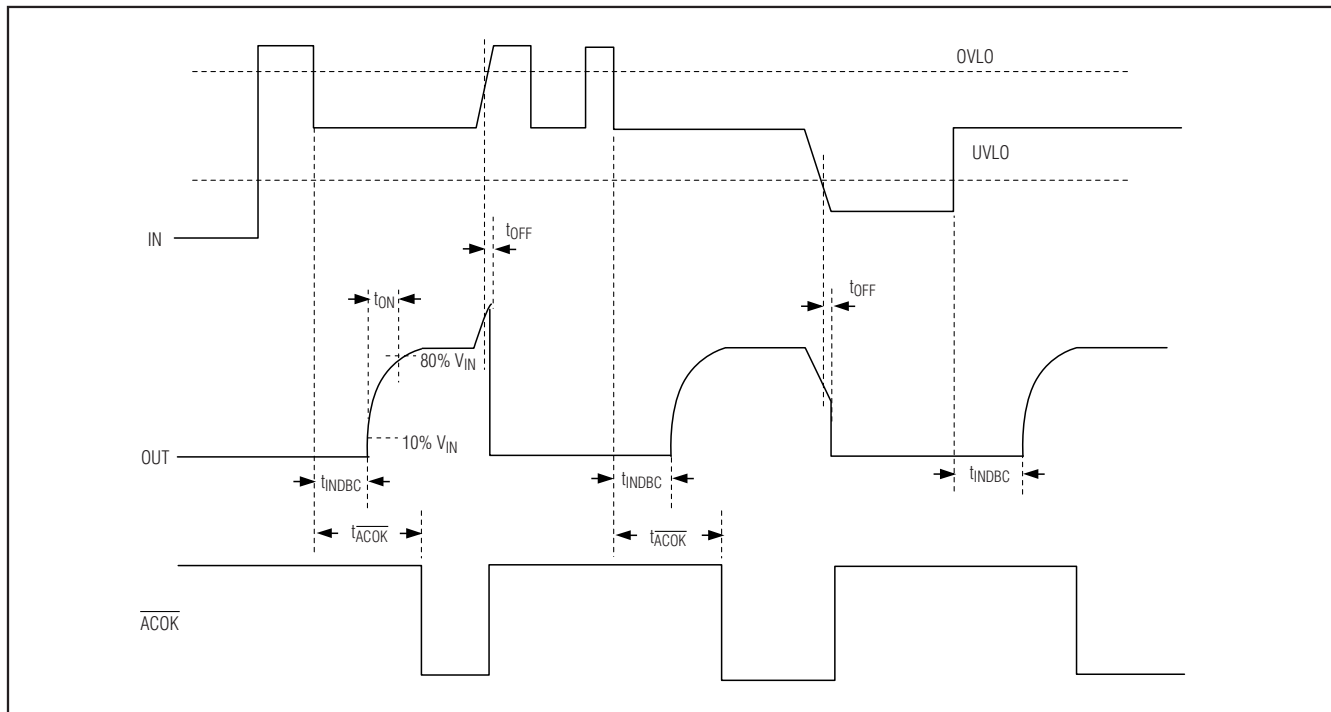 OVLO
UVLO
IN
tOFF
tON
tOFF
80% VIN
10% VIN
OUT
tINDBC
tINDBC
tINDBC
tACOK
tACOK
ACOK